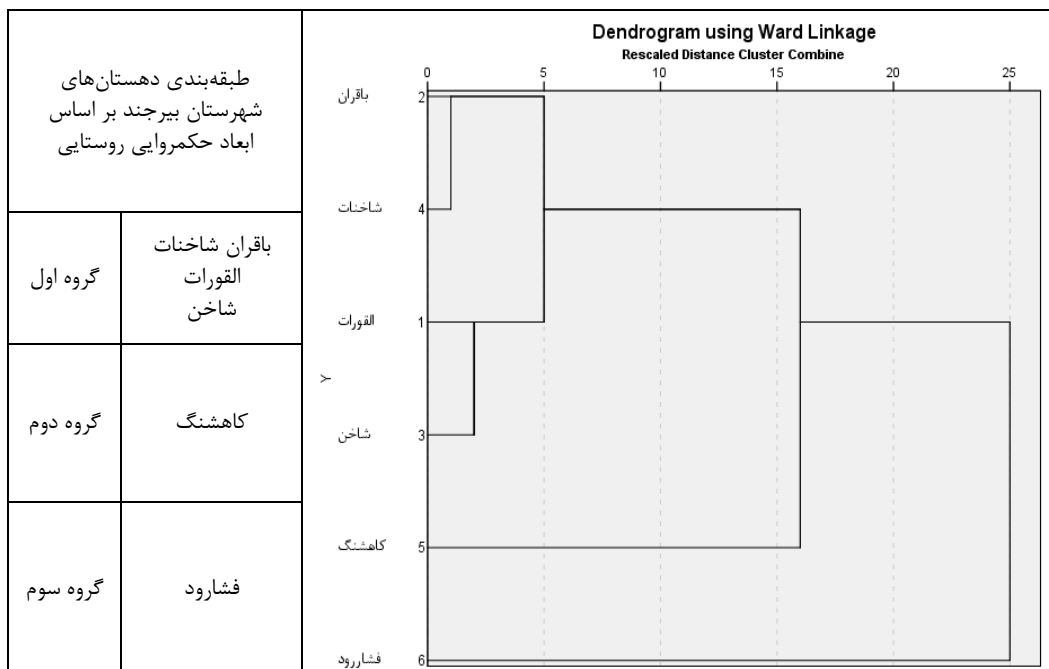 طبقه‌بندی دهستان‌های
شهرستان بیرجند بر اساس
ابعاد حکمروایی روستایی
باقران شاخنات
القورات
شاخن
گروه اول
کاهشنگ
گروه دوم
فشارود
گروه سوم
Dendrogram using Ward Linkage
Rescaled Distance Cluster Combine
0 5 10 15 20 25
باقران 2
شاخنات 4
القورات 1
Y
شاخن 3
کاهشنگ 5
فشاررود 6